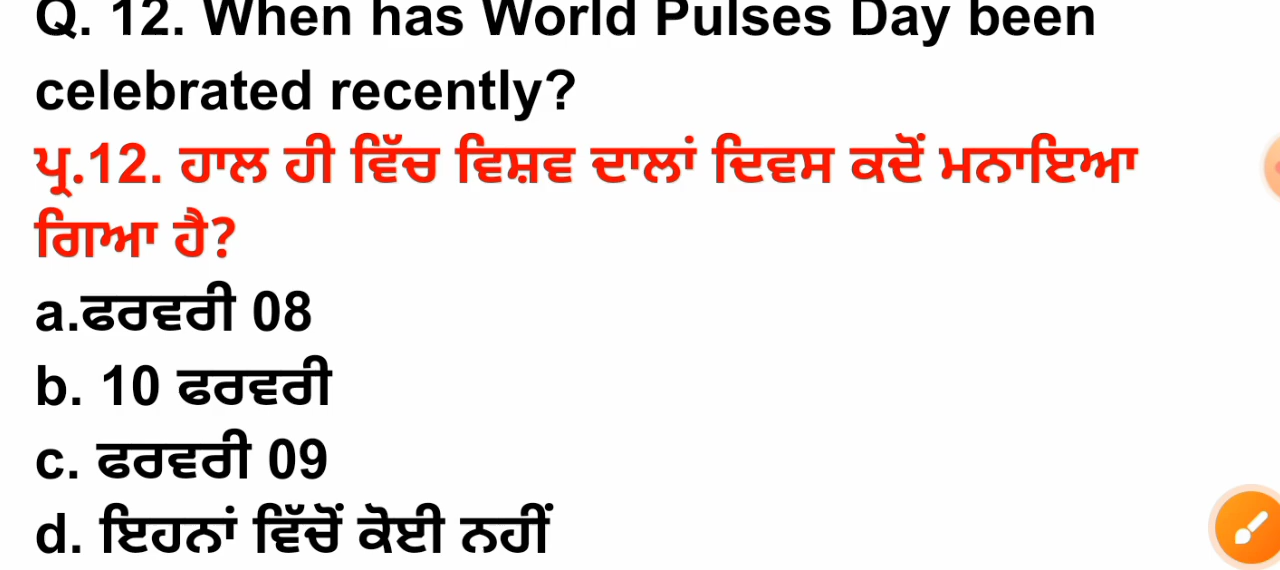 Q. 12. When has World Pulses Day been
celebrated recently?
ਪ੍ਰ.12. ਹਾਲ ਹੀ ਵਿੱਚ ਵਿਸ਼ਵ ਦਾਲਾਂ ਦਿਵਸ ਕਦੋਂ ਮਨਾਇਆ
ਗਿਆ ਹੈ?
a.ਫਰਵਰੀ 08
b. 10 ਫਰਵਰੀ
c. ਫਰਵਰੀ 09
d. ਇਹਨਾਂ ਵਿੱਚੋਂ ਕੋਈ ਨਹੀਂ